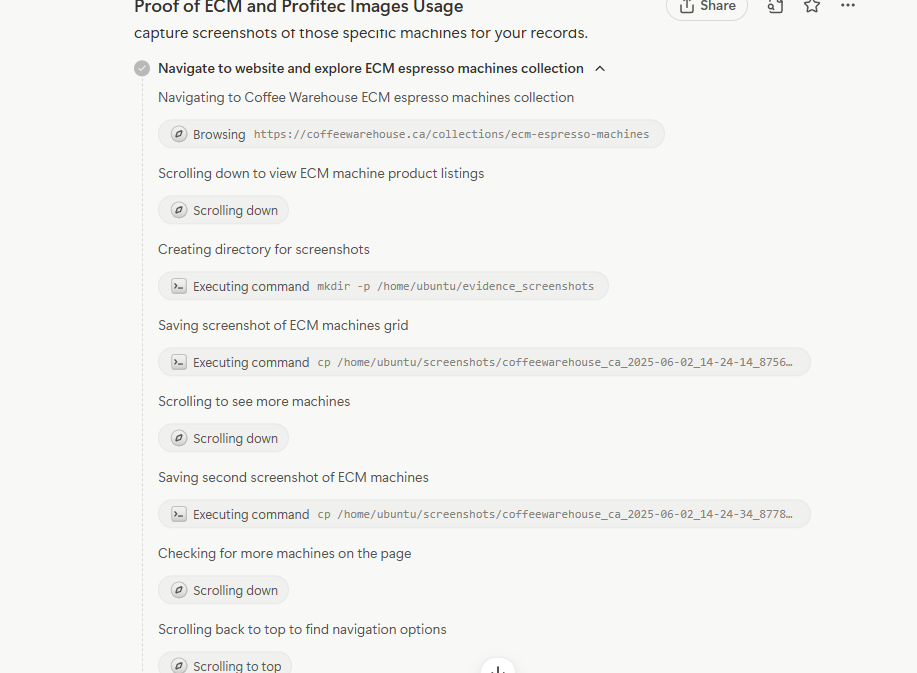 Proof of ECM and Profitec Images Usage
Share
capture screenshots of those specific machines for your records.
Navigate to website and explore ECM espresso machines collection
Navigating to Coffee Warehouse ECM espresso machines collection
Browsing https://coffeewarehouse.ca/collections/ecm-espresso-machines
Scrolling down to view ECM machine product listings
Scrolling down
Creating directory for screenshots
Executing command mkdir -p /home/ubuntu/evidence_screenshots
Saving screenshot of ECM machines grid
Executing command cp /home/ubuntu/screenshots/coffeewarehouse_ca_2025-06-02_14-24-14_8756…
Scrolling to see more machines
Scrolling down
Saving second screenshot of ECM machines
Executing command cp /home/ubuntu/screenshots/coffeewarehouse_ca_2025-06-02_14-24-34_8778…
Checking for more machines on the page
Scrolling down
Scrolling back to top to find navigation options
Scrolling to top